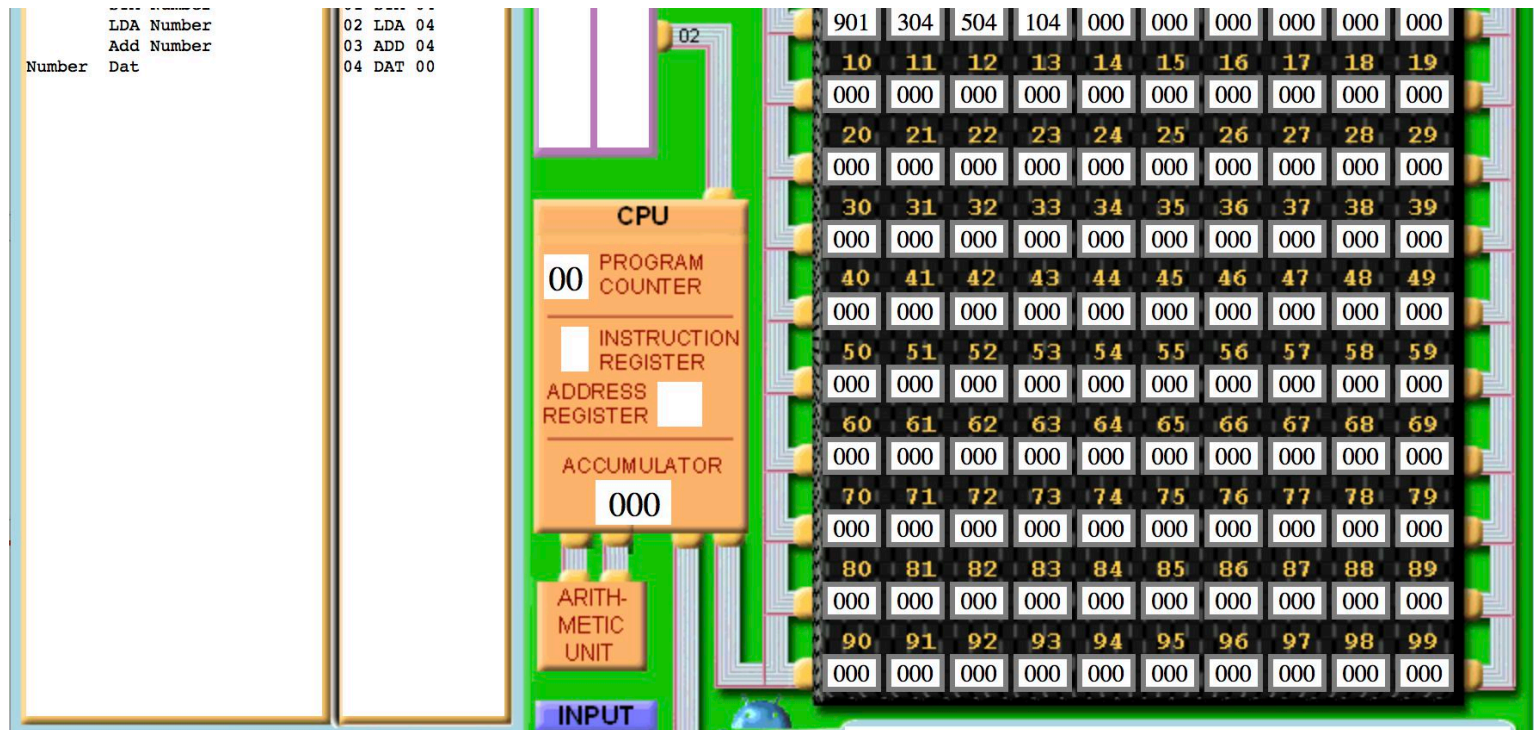 LDA Number
Add Number
Number Dat
02 LDA 04
03 ADD 04
04 DAT 00
02
CPU
00 PROGRAM
COUNTER
INSTRUCTION
REGISTER
ADDRESS
REGISTER
ACCUMULATOR
000
ARITH-
METIC
UNIT
INPUT
901 304 504 104 000 000 000 000 000 000
10 11 12 13 14 15 16 17 18 19
000 000 000 000 000 000 000 000 000 000
20 21 22 23 24 25 26 27 28 29
000 000 000 000 000 000 000 000 000 000
30 31 32 33 34 35 36 37 38 39
000 000 000 000 000 000 000 000 000 000
40 41 42 43 44 45 46 47 48 49
000 000 000 000 000 000 000 000 000 000
50 51 52 53 54 55 56 57 58 59
000 000 000 000 000 000 000 000 000 000
60 61 62 63 64 65 66 67 68 69
000 000 000 000 000 000 000 000 000 000
70 71 72 73 74 75 76 77 78 79
000 000 000 000 000 000 000 000 000 000
80 81 82 83 84 85 86 87 88 89
000 000 000 000 000 000 000 000 000 000
90 91 92 93 94 95 96 97 98 99
000 000 000 000 000 000 000 000 000 000